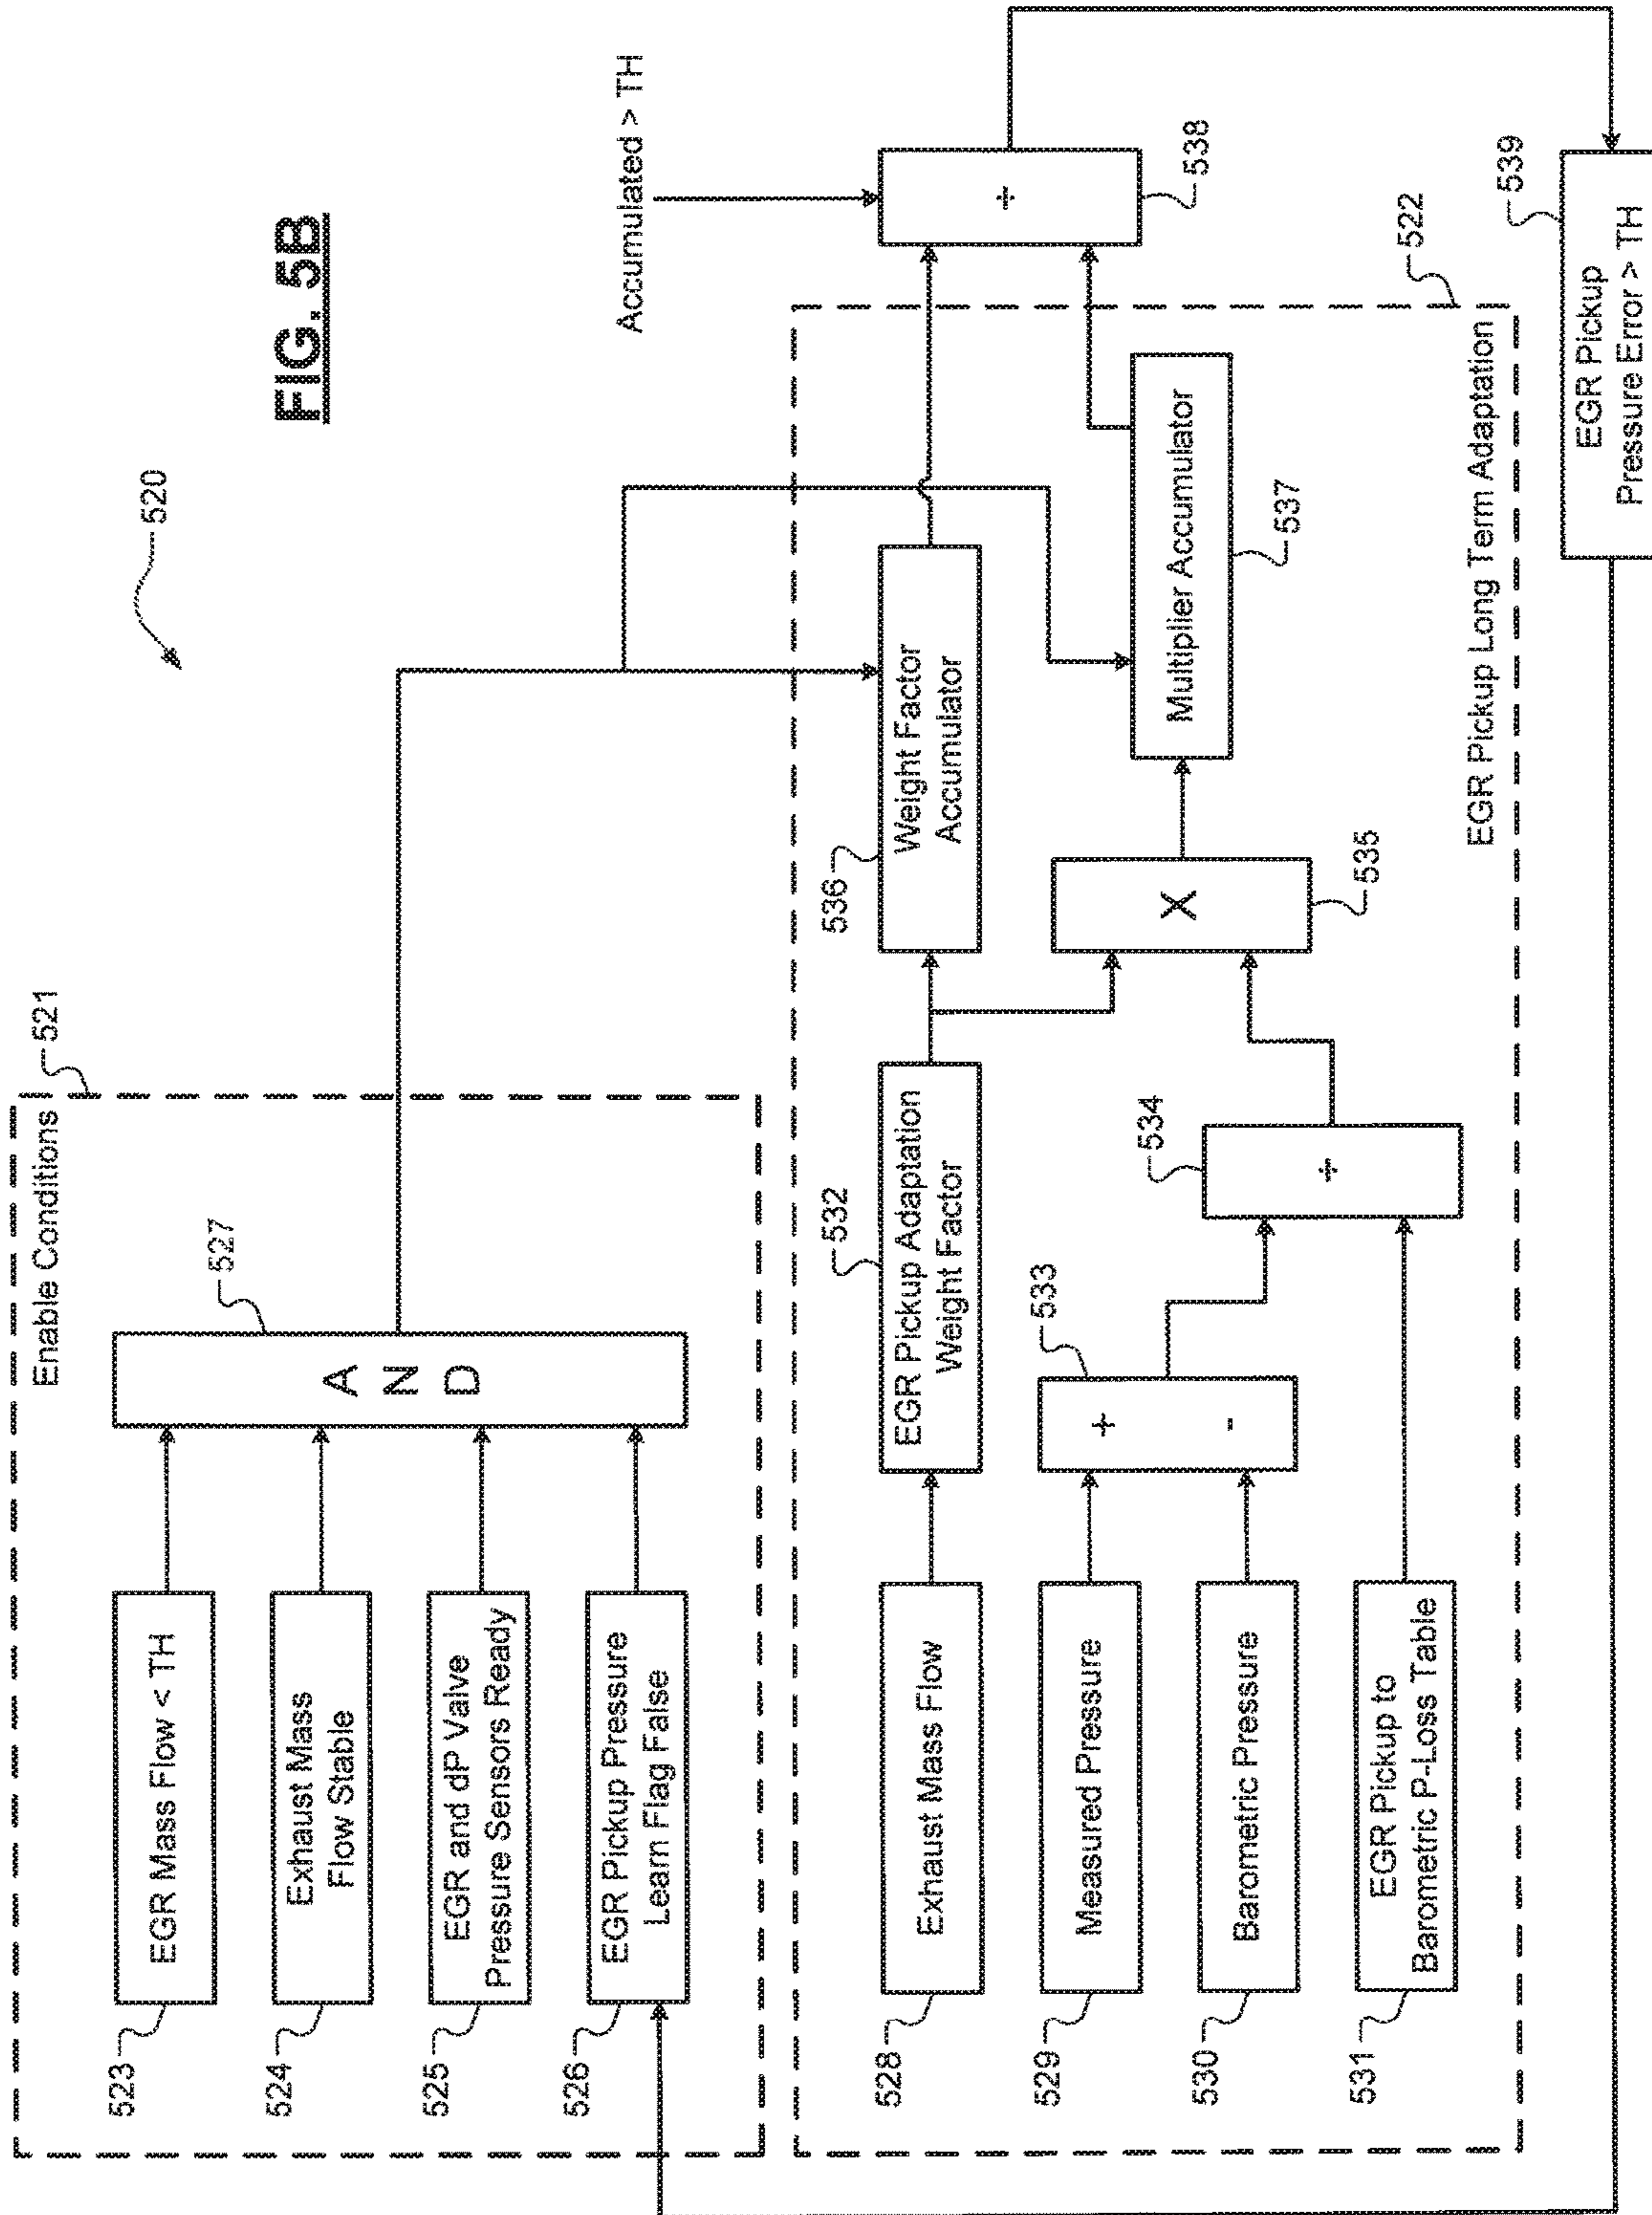 FIG. 5B
520
Enable Conditions
521
523
EGR Mass Flow < TH
524
Exhaust Mass
Flow Stable
525
EGR and dP Valve
Pressure Sensors Ready
526
EGR Pickup Pressure
Learn Flag False
A
N
D
527
Accumulated > TH
528
Exhaust Mass Flow
529
Measured Pressure
530
Barometric Pressure
531
EGR Pickup to
Barometric P-Loss Table
532
EGR Pickup Adaptation
Weight Factor
533
+
-
534
÷
X
535
536
Weight Factor
Accumulator
Multiplier Accumulator
537
÷
538
522
EGR Pickup Long Term Adaptation
539
EGR Pickup
Pressure Error > TH